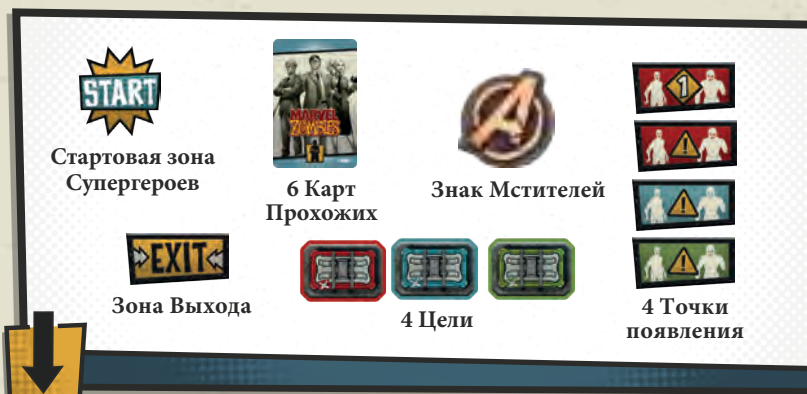 START
Стартовая зона
Супергероев
MARVEL
ZOMBIES
6 Карт
Прохожих
A
Знак Мстителей
1
!
!
!
4 Точки
появления
EXIT
Зона Выхода
4 Цели